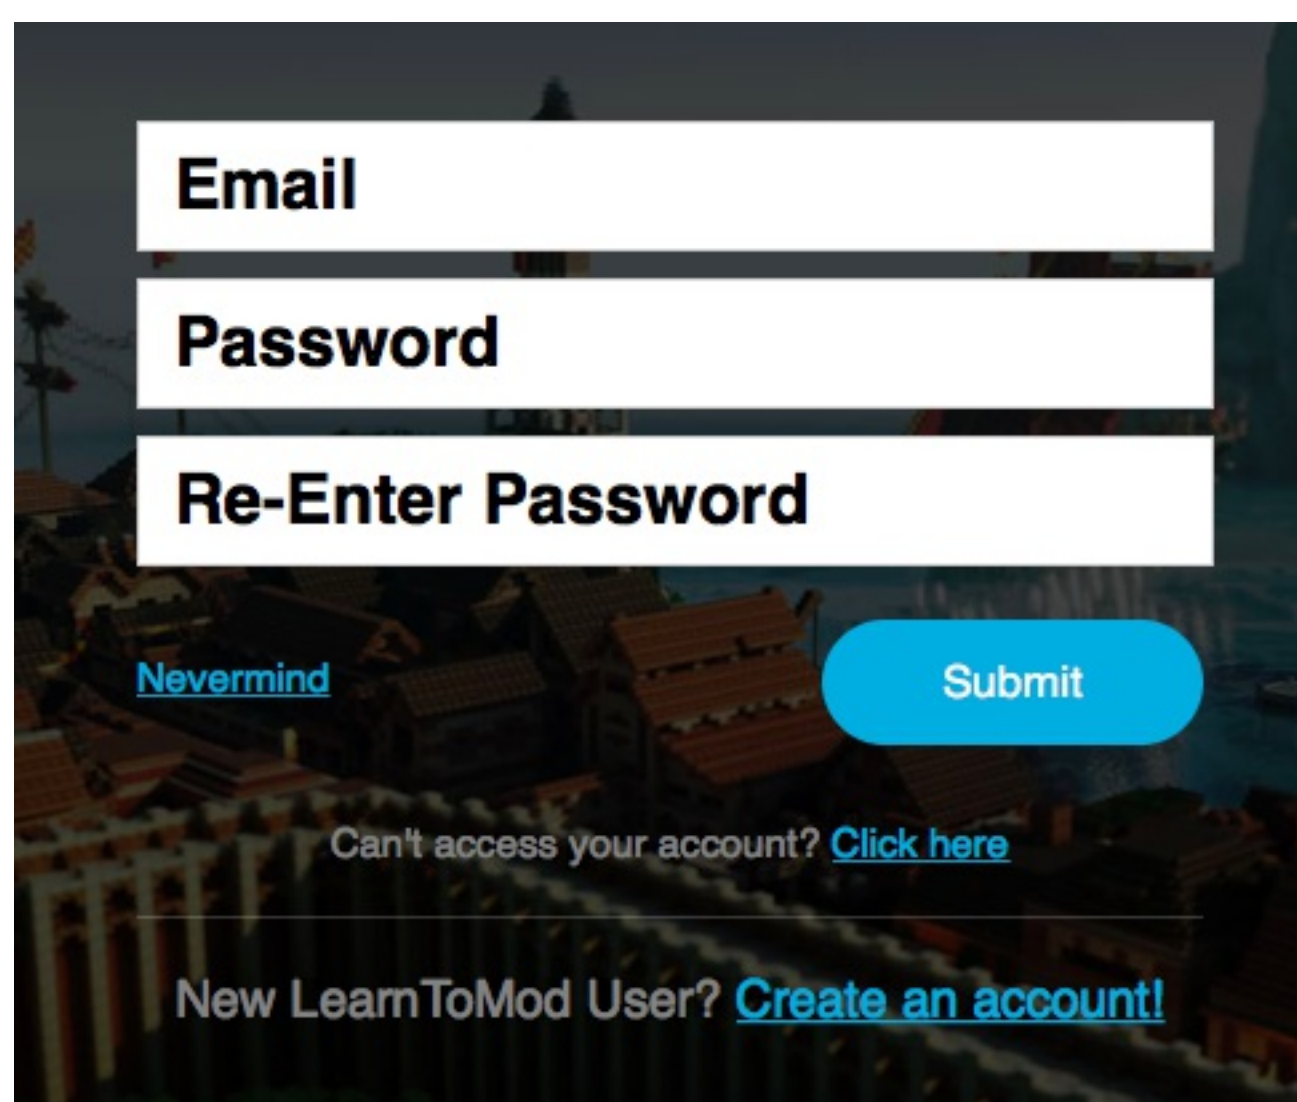 Email
Password
Re-Enter Password
Nevermind
Submit
Can't access your account? Click here
New LearnToMod User? Create an account!